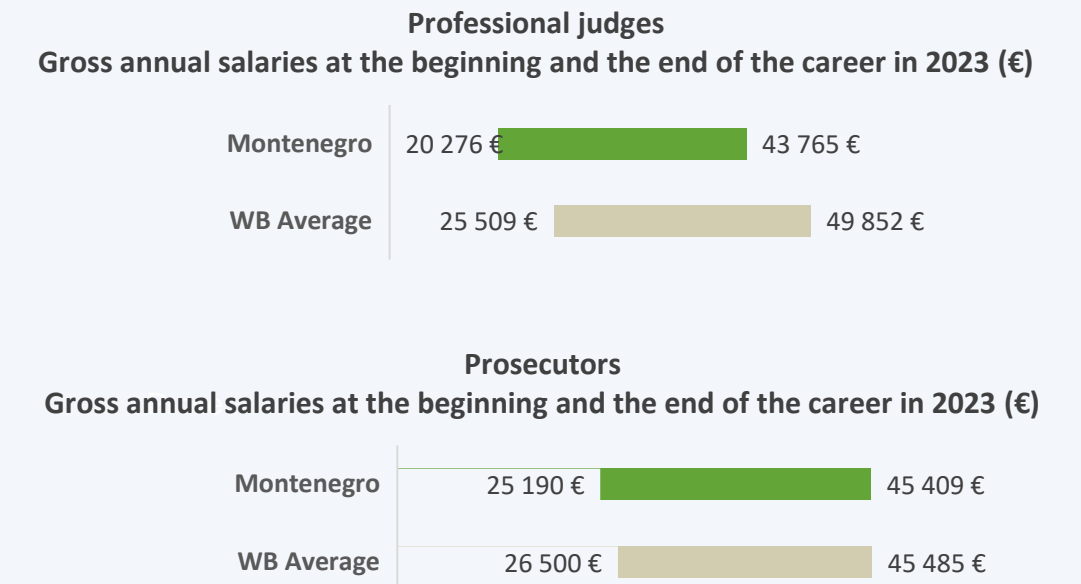 Professional judges
Gross annual salaries at the beginning and the end of the career in 2023 (€)
Montenegro 20 276 € 43 765 €
WB Average 25 509 € 49 852 €
Prosecutors
Gross annual salaries at the beginning and the end of the career in 2023 (€)
Montenegro 25 190 € 45 409 €
WB Average 26 500 € 45 485 €